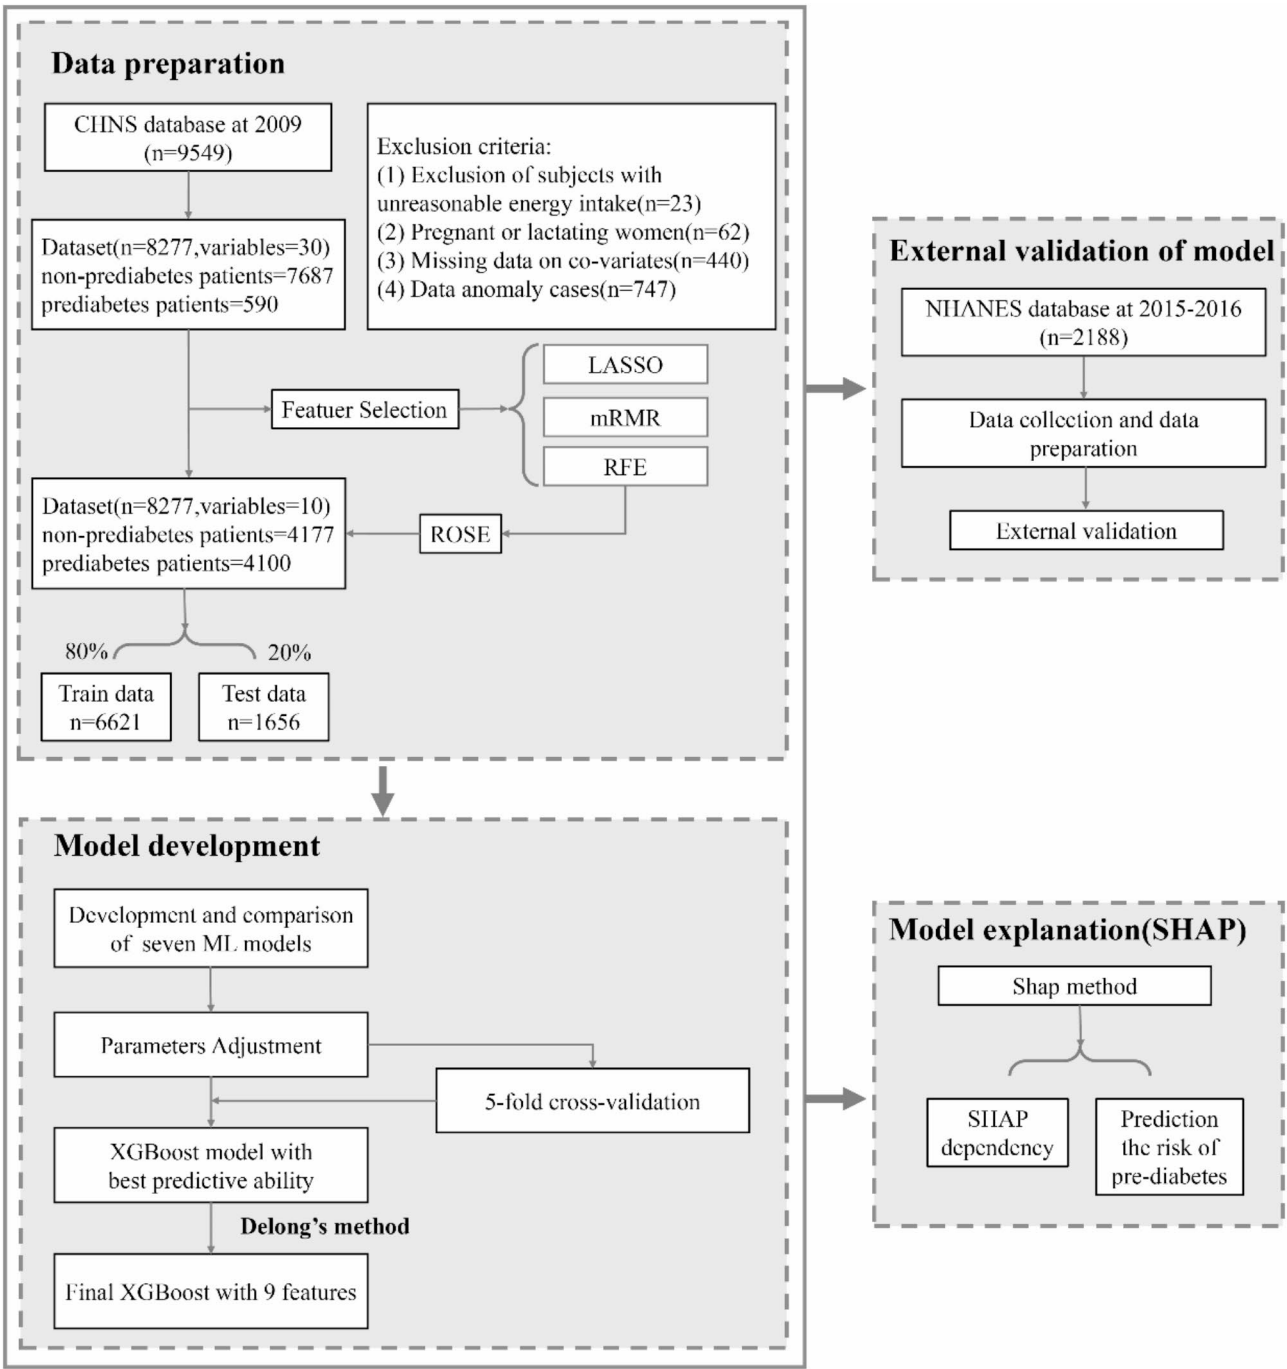 Data preparation
CHNS database at 2009
(n=9549)
Exclusion criteria:
(1) Exclusion of subjects with
unreasonable energy intake(n=23)
(2) Pregnant or lactating women(n=62)
(3) Missing data on co-variates(n=440)
(4) Data anomaly cases(n=747)
Dataset(n=8277,variables=30)
non-prediabetes patients=7687
prediabetes patients=590
Featuer Selection
LASSO
mRMR
RFE
ROSE
Dataset(n=8277,variables=10)
non-prediabetes patients=4177
prediabetes patients=4100
80%
20%
Train data
n=6621
Test data
n=1656
Model development
Development and comparison
of seven ML models
Parameters Adjustment
5-fold cross-validation
XGBoost model with
best predictive ability
Delong's method
Final XGBoost with 9 features
External validation of model
NHANES database at 2015-2016
(n=2188)
Data collection and data
preparation
External validation
Model explanation(SHAP)
Shap method
SHAP
dependency
Prediction
the risk of
pre-diabetes